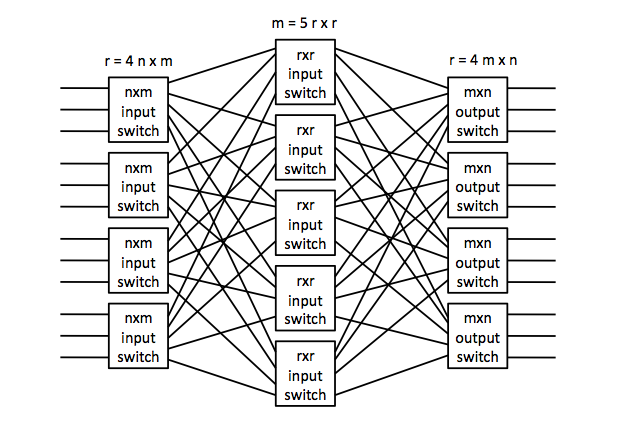 m = 5 r x r
r = 4 n x m
r = 4 m x n
nxm
input
switch
nxm
input
switch
nxm
input
switch
nxm
input
switch
rxr
input
switch
rxr
input
switch
rxr
input
switch
rxr
input
switch
rxr
input
switch
mxn
output
switch
mxn
output
switch
mxn
output
switch
mxn
output
switch